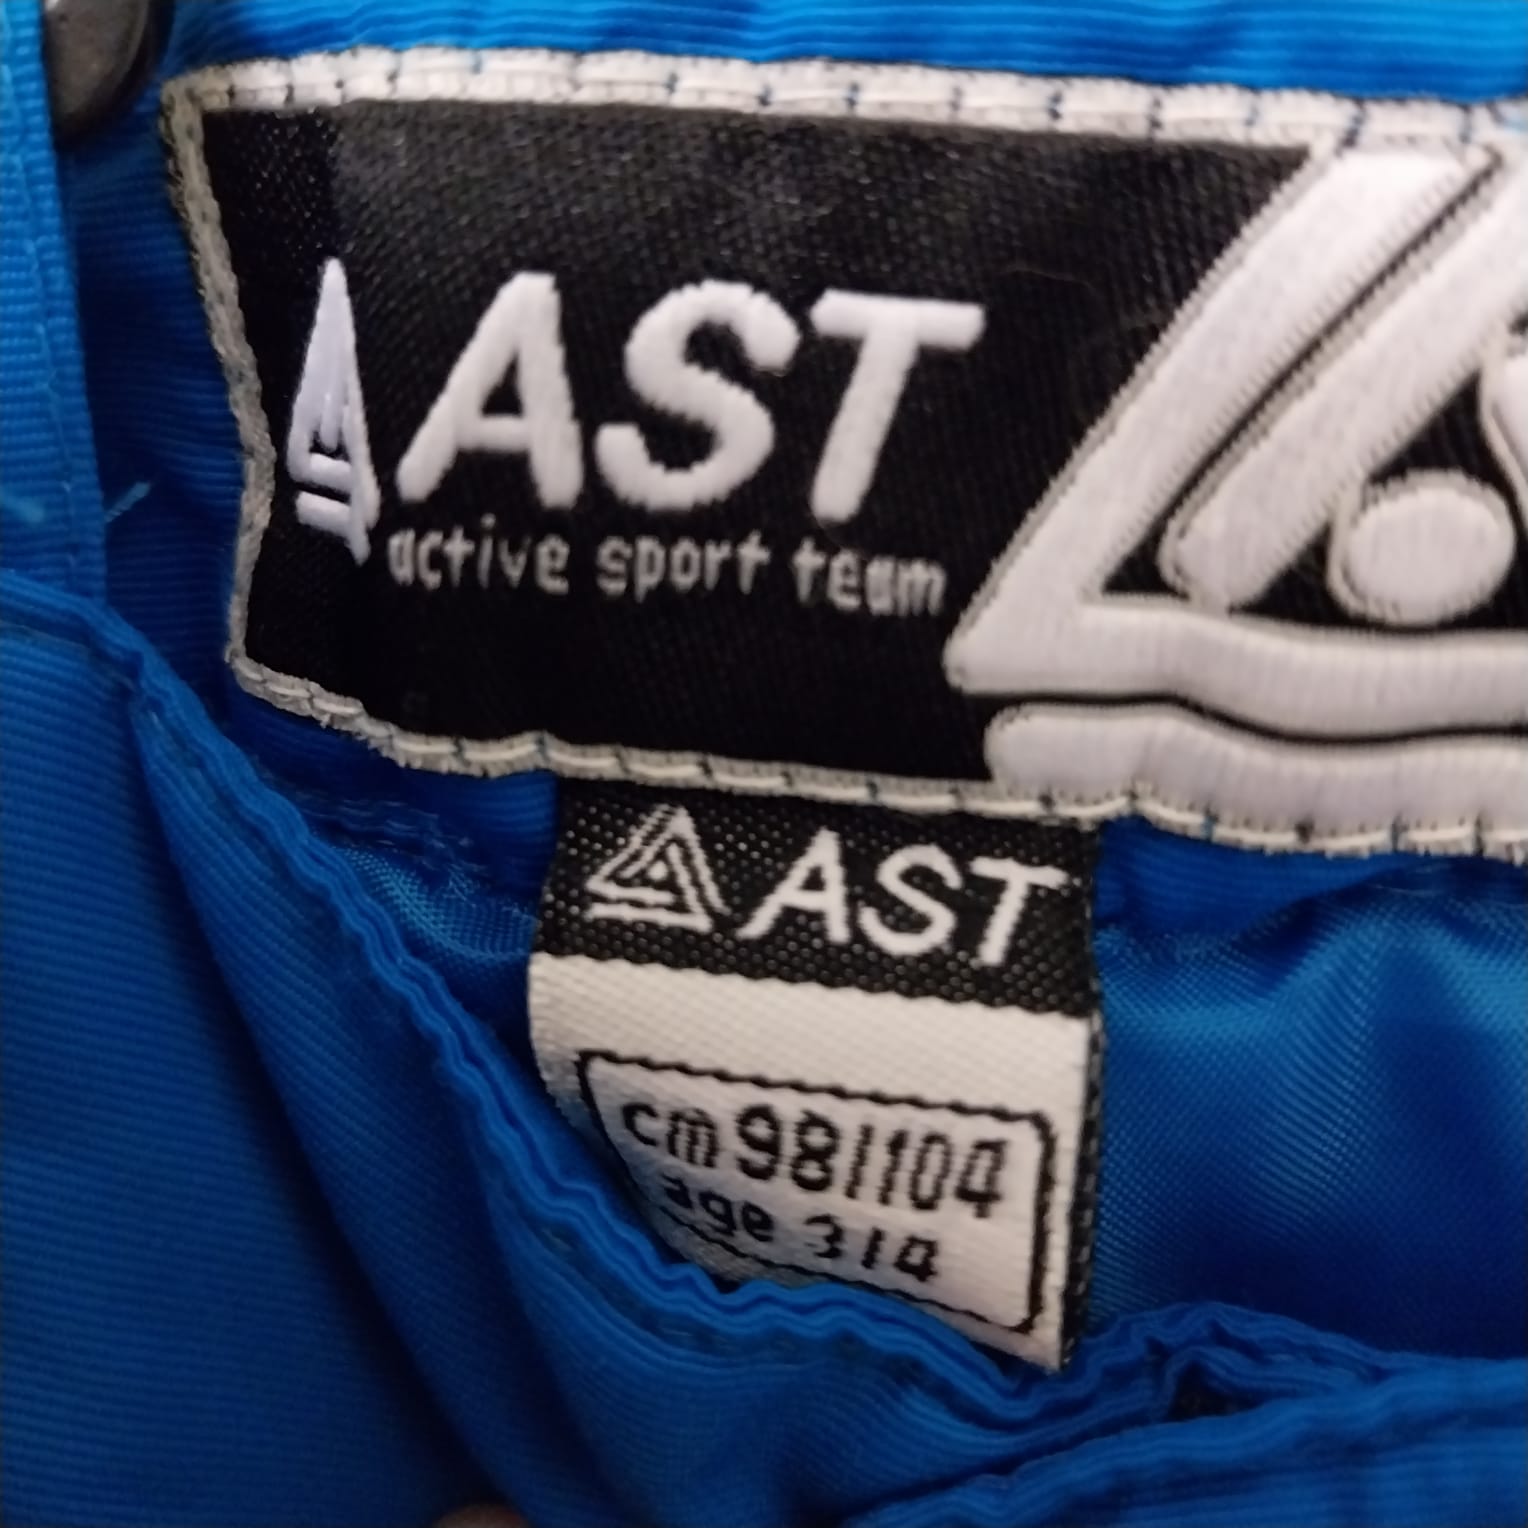 AST
active sport team
AST
cm 98/104
age 3/4